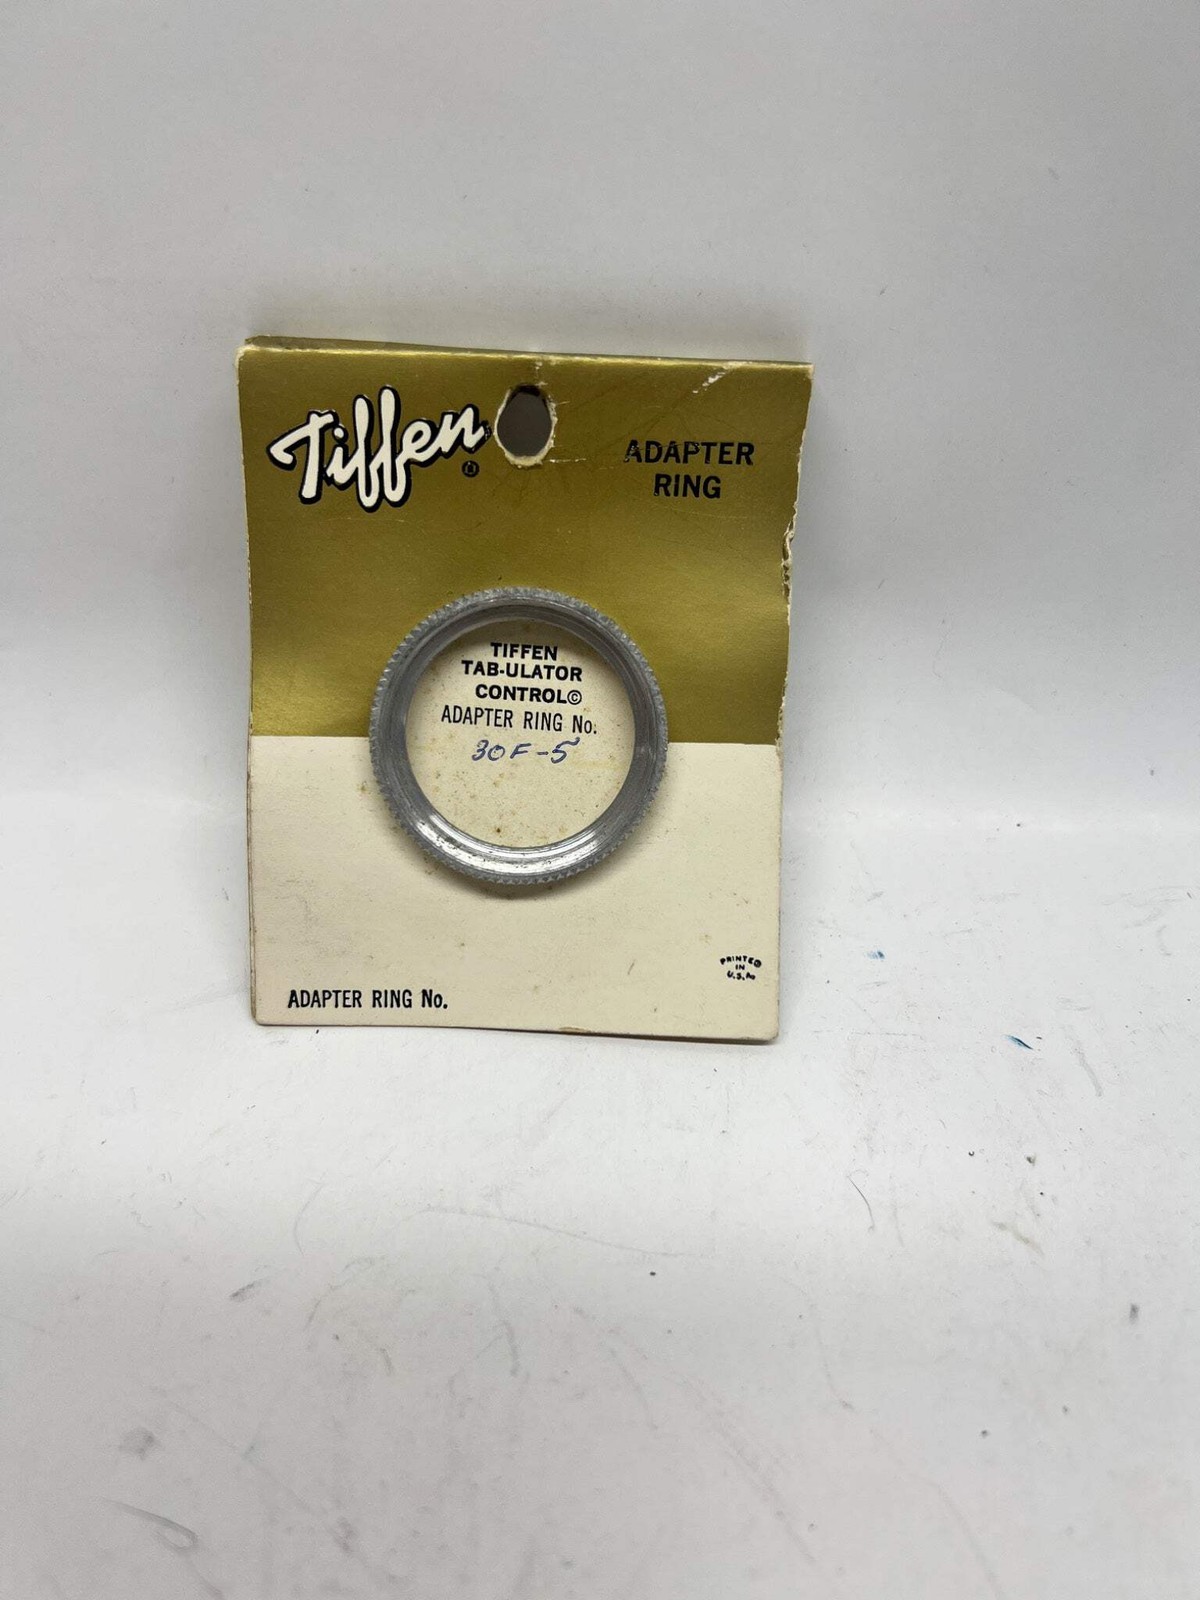 Tiffen®
ADAPTER
RING
TIFFEN
TAB-ULATOR
CONTROL©
ADAPTER RING No.
30F-5
PRINTED
IN
U.S.A.
ADAPTER RING No.